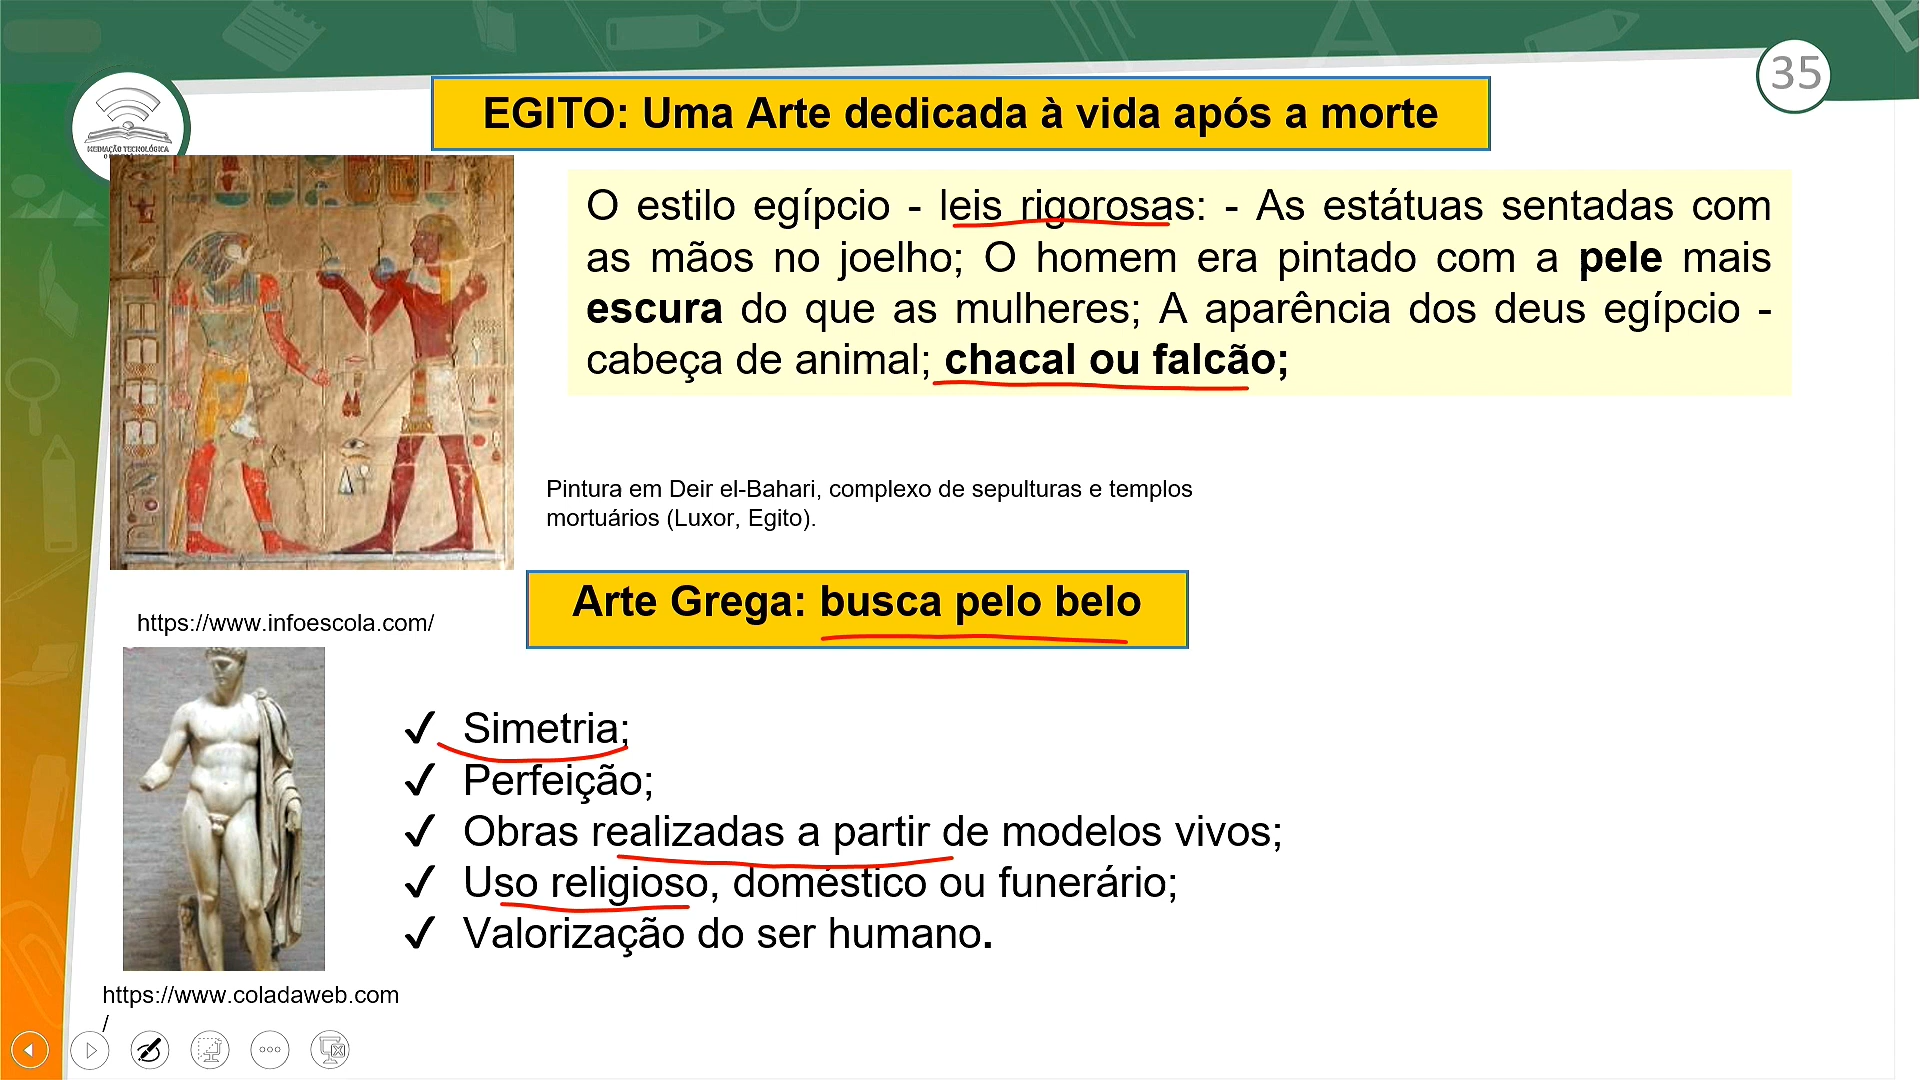 35
EGITO: Uma Arte dedicada à vida após a morte
MEDIAÇÃO TECNOLÓGICA
O estilo egípcio - leis rigorosas: - As estátuas sentadas com
as mãos no joelho; O homem era pintado com a pele mais
escura do que as mulheres; A aparência dos deus egípcio -
cabeça de animal; chacal ou falcão;
Pintura em Deir el-Bahari, complexo de sepulturas e templos
mortuários (Luxor, Egito).
https://www.infoescola.com/
Arte Grega: busca pelo belo
✓ Simetria;
✓ Perfeição;
✓ Obras realizadas a partir de modelos vivos;
✓ Uso religioso, doméstico ou funerário;
✓ Valorização do ser humano.
https://www.coladaweb.com
/